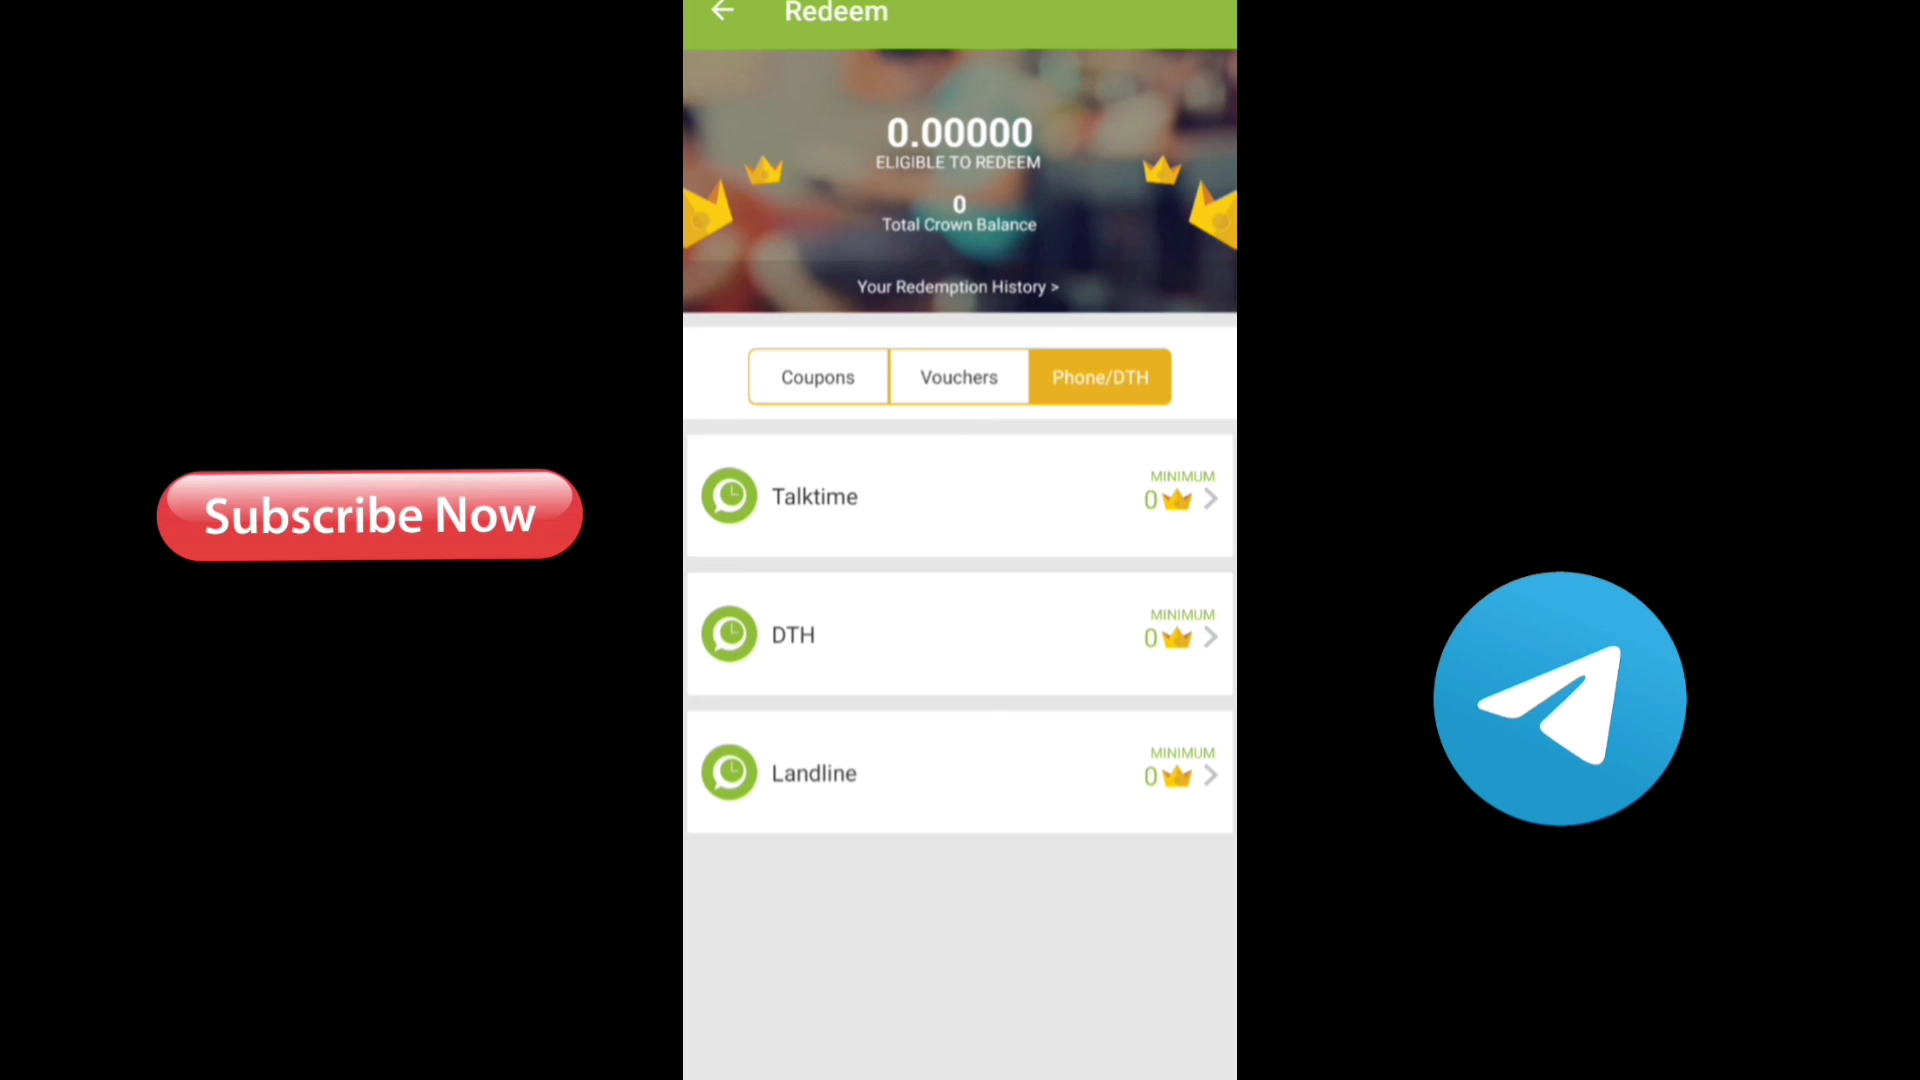 Redeem
0.00000
ELIGIBLE TO REDEEM
0
Total Crown Balance
Your Redemption History >
Coupons
Vouchers
Phone/DTH
Talktime
MINIMUM
0
DTH
MINIMUM
0
Landline
MINIMUM
0
Subscribe Now